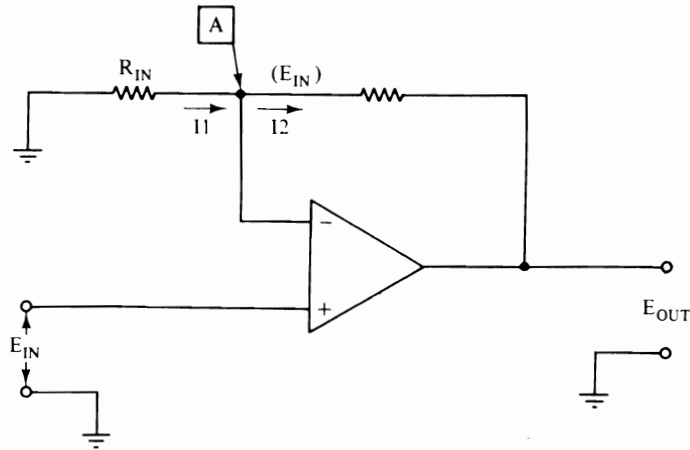 A
R_IN
(E_IN)
I1
I2
−
+
E_IN
E_OUT